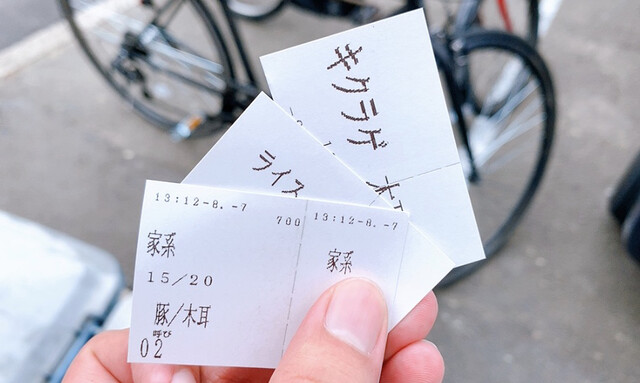 キクラゲ
ライス
13:12-8.-7
700
家系
15/20
豚/木耳
呼び
02
13:12-8.-7
家系